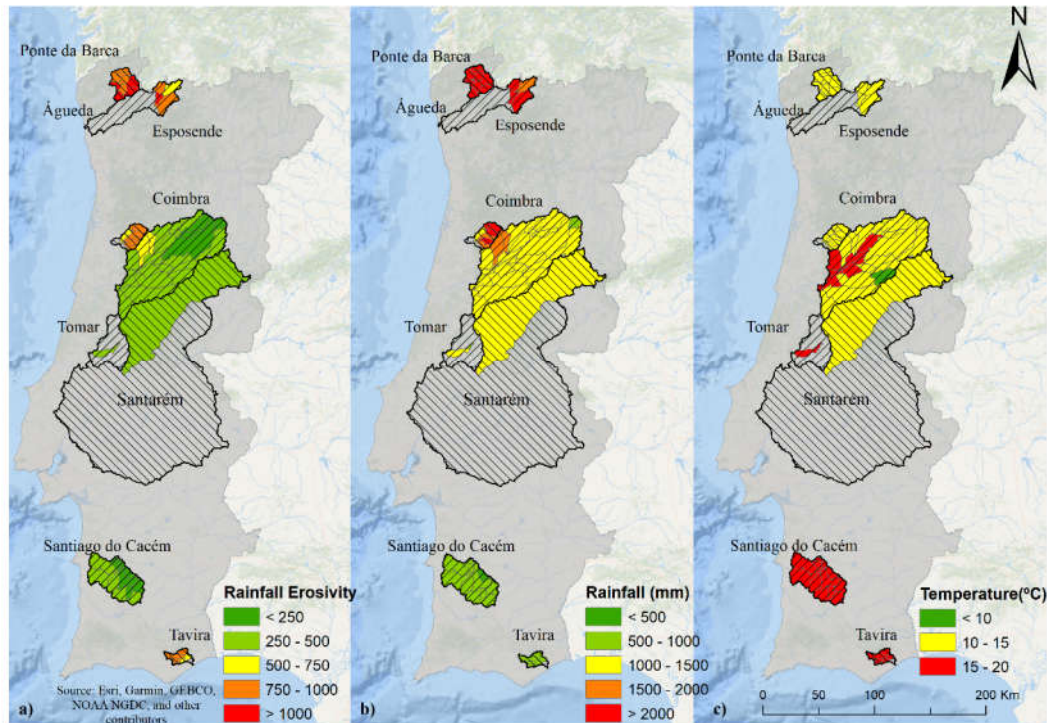 Ponte da Barca
Águeda
Esposende
Coimbra
Tomar
Santarém
Santiago do Cacém
Tavira
Rainfall Erosivity
< 250
250 - 500
500 - 750
750 - 1000
> 1000
Source: Esri, Garmin, GEBCO,
NOAA NGDC, and other
contributors
a)
Ponte da Barca
Águeda
Esposende
Coimbra
Tomar
Santarém
Santiago do Cacém
Tavira
Rainfall (mm)
< 500
500 - 1000
1000 - 1500
1500 - 2000
> 2000
b)
N
Ponte da Barca
Águeda
Esposende
Coimbra
Tomar
Santarém
Santiago do Cacém
Tavira
Temperature(ºC)
< 10
10 - 15
15 - 20
0 50 100 200 Km
c)